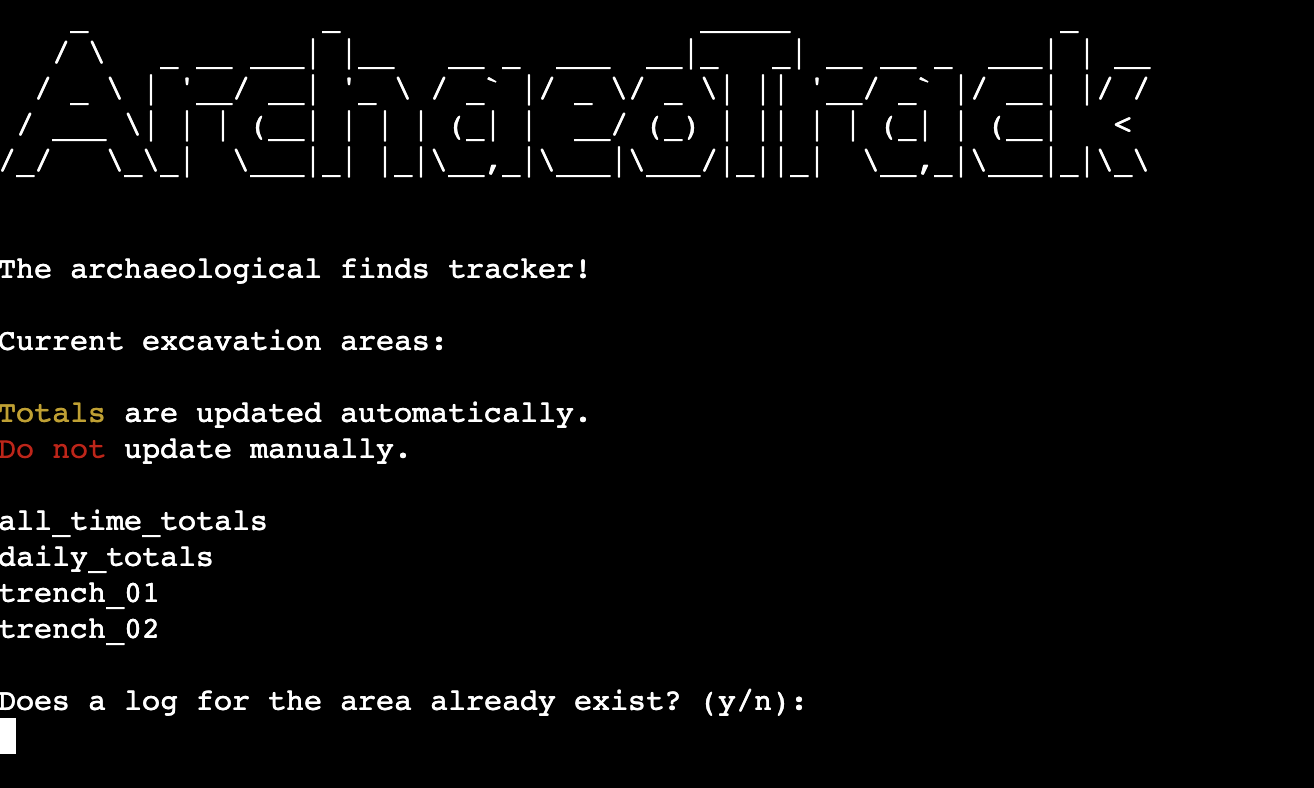 ArchaeoTrack
The archaeological finds tracker!
Current excavation areas:
Totals are updated automatically.
Do not update manually.
all_time_totals
daily_totals
trench_01
trench_02
Does a log for the area already exist? (y/n):